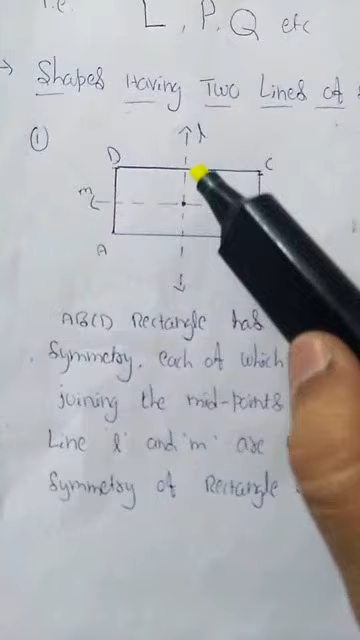 i.e.
L, P, Q etc
→ Shapes Having Two Lines of
①
l
D
C
m
A
ABCD Rectangle has
Symmetry. each of which
joining the mid-points
Line 'l' and 'm' are
Symmetry of Rectangle